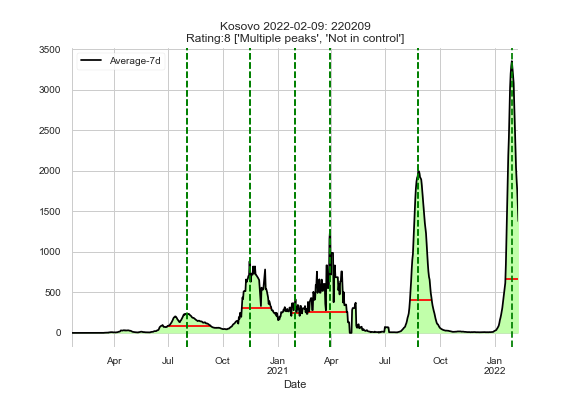 Kosovo 2022-02-09: 220209
Rating:8 ['Multiple peaks', 'Not in control']
Average-7d
3500
3000
2500
2000
1500
1000
500
0
Apr
Jul
Oct
Jan
2021
Apr
Jul
Oct
Jan
2022
Date